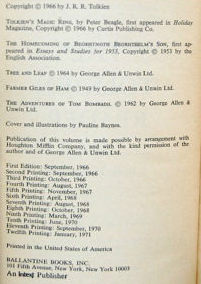 Copyright © 1966 by J. R. R. Tolkien
TOLKIEN'S MAGIC RING, by Peter Beagle, first appeared in Holiday
Magazine, Copyright © 1966 by Curtis Publishing Co.
THE HOMECOMING OF BEORHTNOTH BEORHTHELM'S SON, first ap-
peared in Essays and Studies for 1953, Copyright © 1953 by the
English Association.
TREE AND LEAF © 1964 by George Allen & Unwin Ltd.
FARMER GILES OF HAM © 1949 by George Allen & Unwin Ltd.
THE ADVENTURES OF TOM BOMBADIL © 1962 by George Allen &
Unwin Ltd.
Cover and illustrations by Pauline Baynes.
Publication of this volume is made possible by arrangement with
Houghton Mifflin Company, and with the kind permission of the
author and of George Allen & Unwin Ltd.
First Edition: September, 1966
Second Printing: September, 1966
Third Printing: October, 1966
Fourth Printing: August, 1967
Fifth Printing: November, 1967
Sixth Printing: April, 1968
Seventh Printing: August, 1968
Eighth Printing: October, 1968
Ninth Printing: March, 1969
Tenth Printing: June, 1970
Eleventh Printing: September, 1970
Twelfth Printing: January, 1971
Printed in the United States of America
BALLANTINE BOOKS, INC.
101 Fifth Avenue, New York, New York 10003
An Intext Publisher